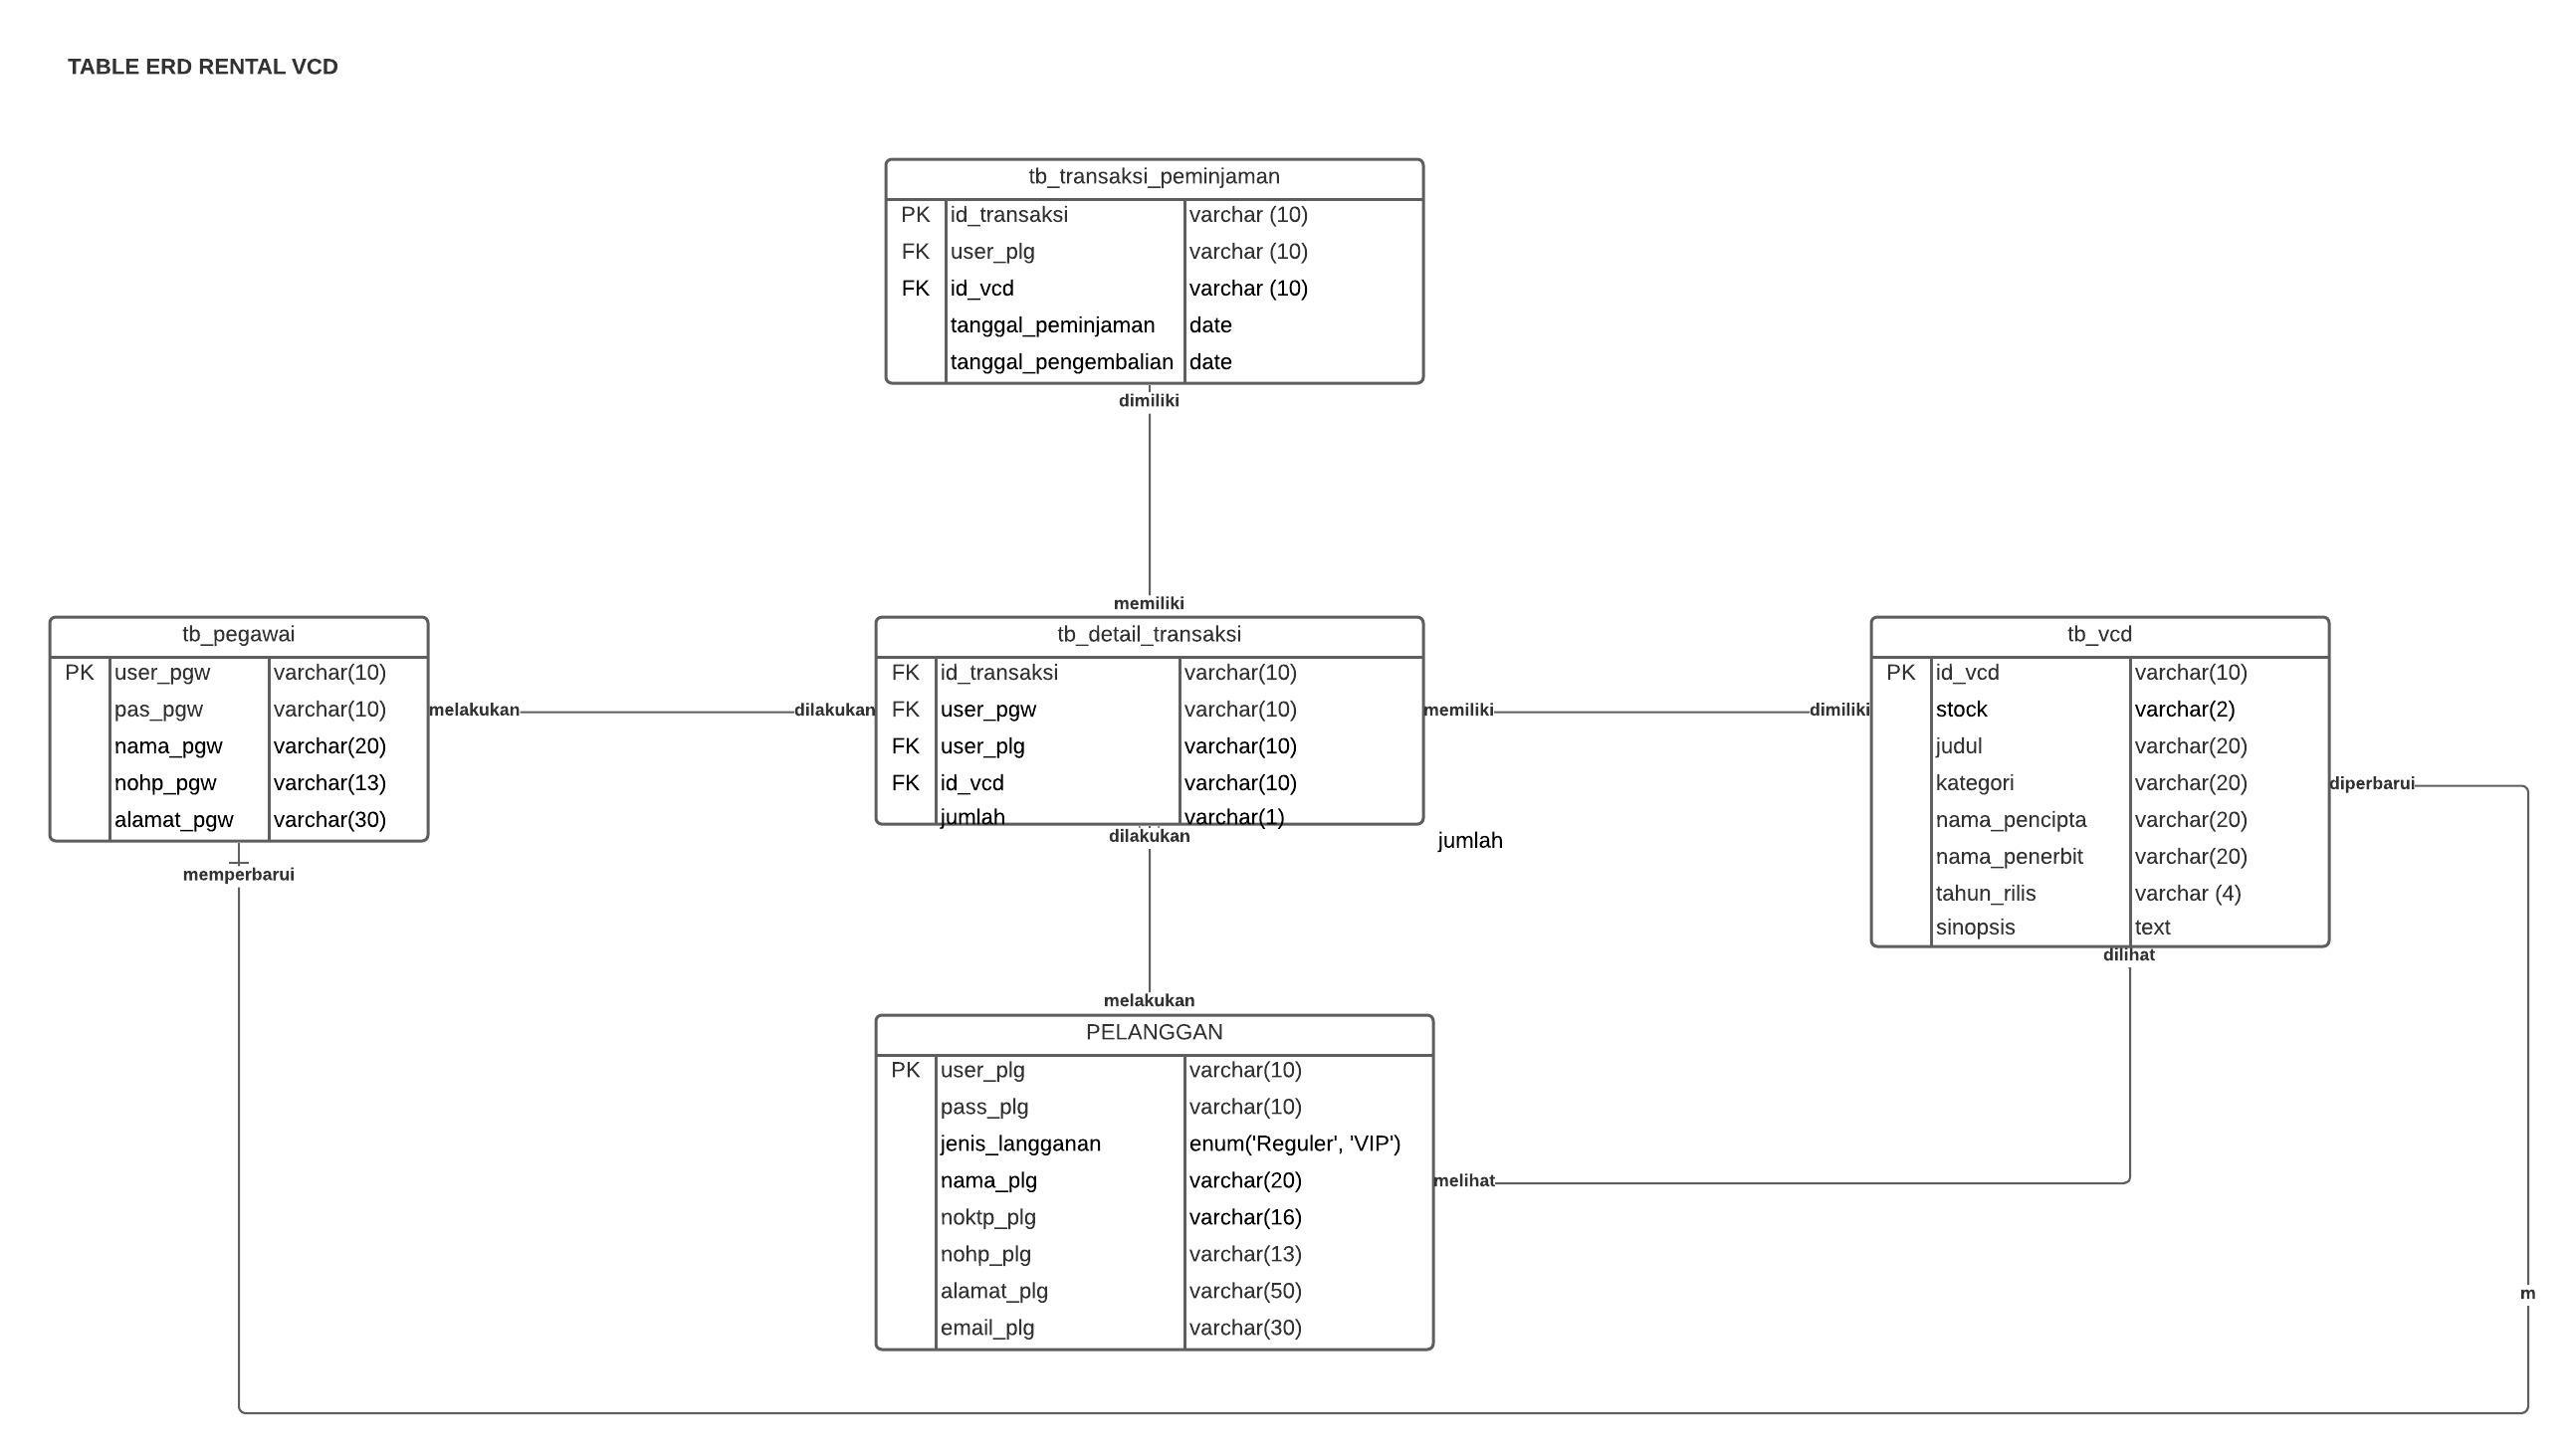 TABLE ERD RENTAL VCD
tb_transaksi_peminjaman
PK id_transaksi varchar (10)
FK user_plg varchar (10)
FK id_vcd varchar (10)
tanggal_peminjaman date
tanggal_pengembalian date
dimiliki
memiliki
tb_pegawai
PK user_pgw varchar(10)
pas_pgw varchar(10)
nama_pgw varchar(20)
nohp_pgw varchar(13)
alamat_pgw varchar(30)
melakukan
dilakukan
memperbarui
tb_detail_transaksi
FK id_transaksi varchar(10)
FK user_pgw varchar(10)
FK user_plg varchar(10)
FK id_vcd varchar(10)
jumlah varchar(1)
dilakukan
jumlah
memiliki
dimiliki
tb_vcd
PK id_vcd varchar(10)
stock varchar(2)
judul varchar(20)
kategori varchar(20)
nama_pencipta varchar(20)
nama_penerbit varchar(20)
tahun_rilis varchar (4)
sinopsis text
diperbarui
dilihat
melakukan
PELANGGAN
PK user_plg varchar(10)
pass_plg varchar(10)
jenis_langganan enum('Reguler', 'VIP')
nama_plg varchar(20)
noktp_plg varchar(16)
nohp_plg varchar(13)
alamat_plg varchar(50)
email_plg varchar(30)
melihat
m